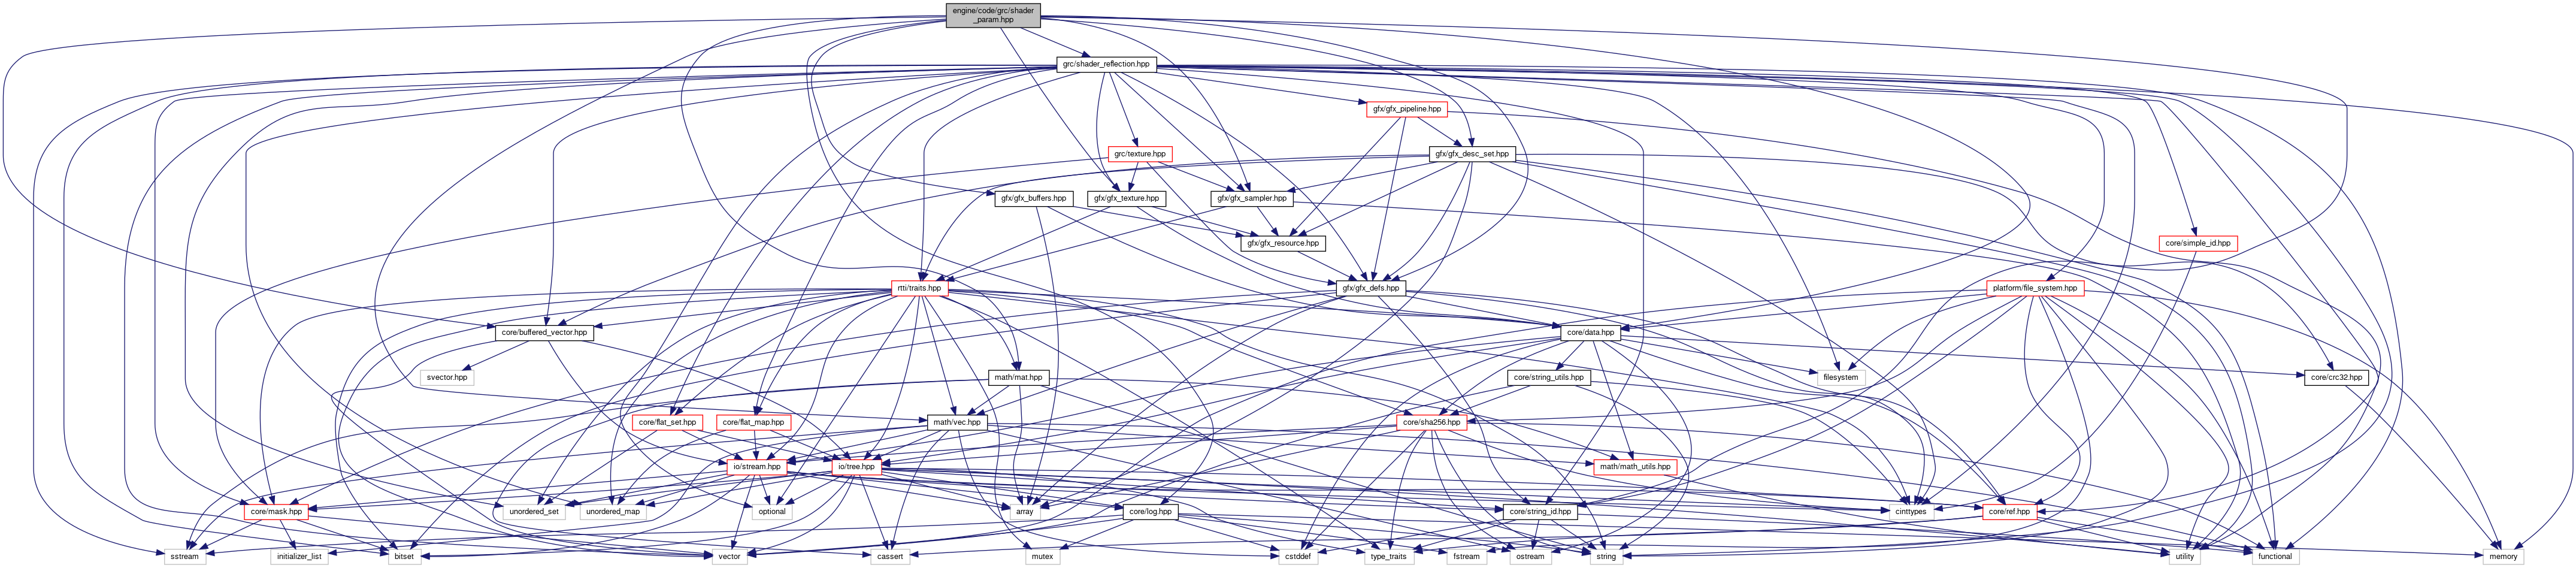 engine/code/grc/shader
_param.hpp
grc/shader_reflection.hpp
gfx/gfx_pipeline.hpp
grc/texture.hpp
gfx/gfx_desc_set.hpp
gfx/gfx_buffers.hpp
gfx/gfx_texture.hpp
gfx/gfx_sampler.hpp
gfx/gfx_resource.hpp
core/simple_id.hpp
rtti/traits.hpp
gfx/gfx_defs.hpp
platform/file_system.hpp
core/buffered_vector.hpp
core/data.hpp
svector.hpp
math/mat.hpp
core/string_utils.hpp
filesystem
core/crc32.hpp
core/flat_set.hpp
core/flat_map.hpp
math/vec.hpp
core/sha256.hpp
io/stream.hpp
io/tree.hpp
math/math_utils.hpp
core/mask.hpp
unordered_set
unordered_map
optional
array
core/log.hpp
core/string_id.hpp
cinttypes
core/ref.hpp
sstream
initializer_list
bitset
vector
cassert
mutex
cstddef
type_traits
fstream
ostream
string
utility
functional
memory